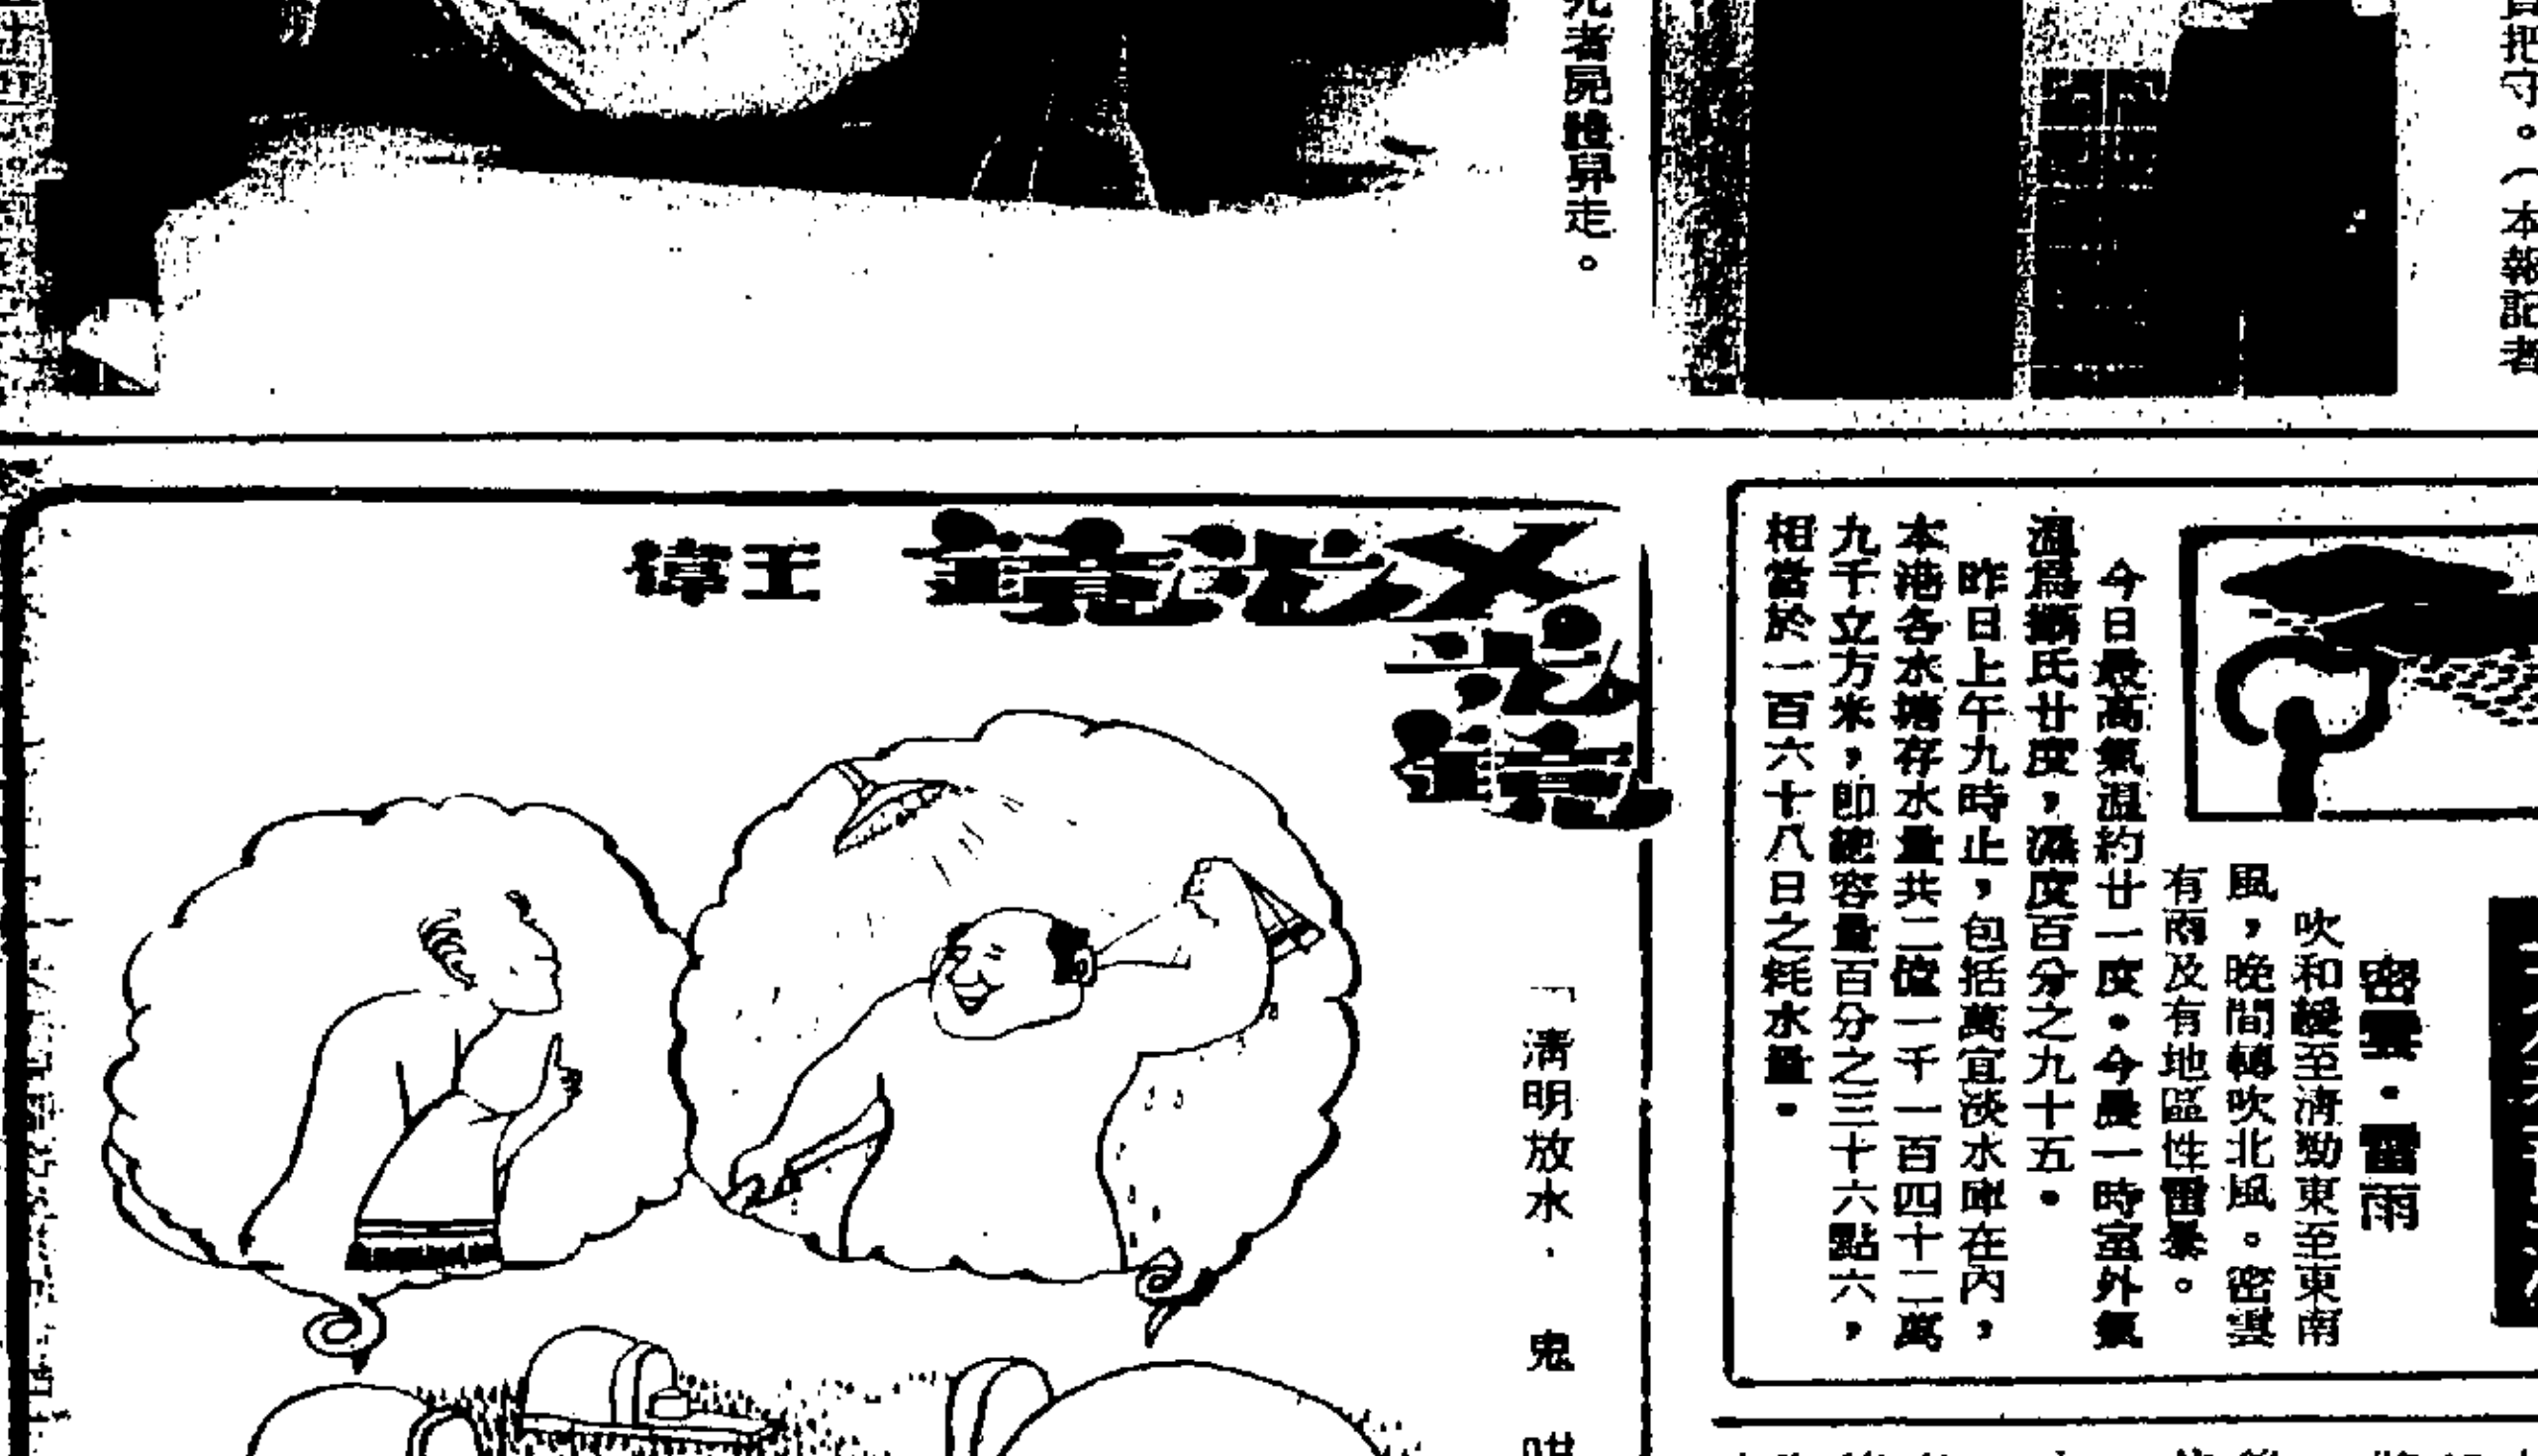 員把守。（本報記者
死者屍體舁走。
密雲・雷雨
吹和緩至清勁東至東南
風，晚間轉吹北風。密雲
有雨及有地區性雷暴。
今日最高氣溫約廿一度。今晨一時室外氣
溫爲攝氏廿度，濕度百分之九十五。
昨日上午九時止，包括萬宜淡水庫在內，
本港各水塘存水量共二億一千一百四十二萬
九千立方米，即總容量百分之三十六點六，
相當於一百六十八日之耗水量。
王偉
「清明放水．鬼